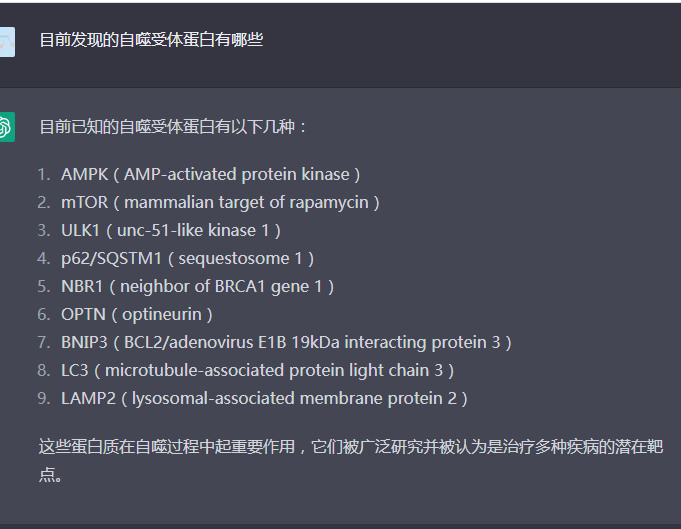 目前发现的自噬受体蛋白有哪些
目前已知的自噬受体蛋白有以下几种：
1. AMPK（AMP-activated protein kinase）
2. mTOR（mammalian target of rapamycin）
3. ULK1（unc-51-like kinase 1）
4. p62/SQSTM1（sequestosome 1）
5. NBR1（neighbor of BRCA1 gene 1）
6. OPTN（optineurin）
7. BNIP3（BCL2/adenovirus E1B 19kDa interacting protein 3）
8. LC3（microtubule-associated protein light chain 3）
9. LAMP2（lysosomal-associated membrane protein 2）
这些蛋白质在自噬过程中起重要作用，它们被广泛研究并被认为是治疗多种疾病的潜在靶
点。